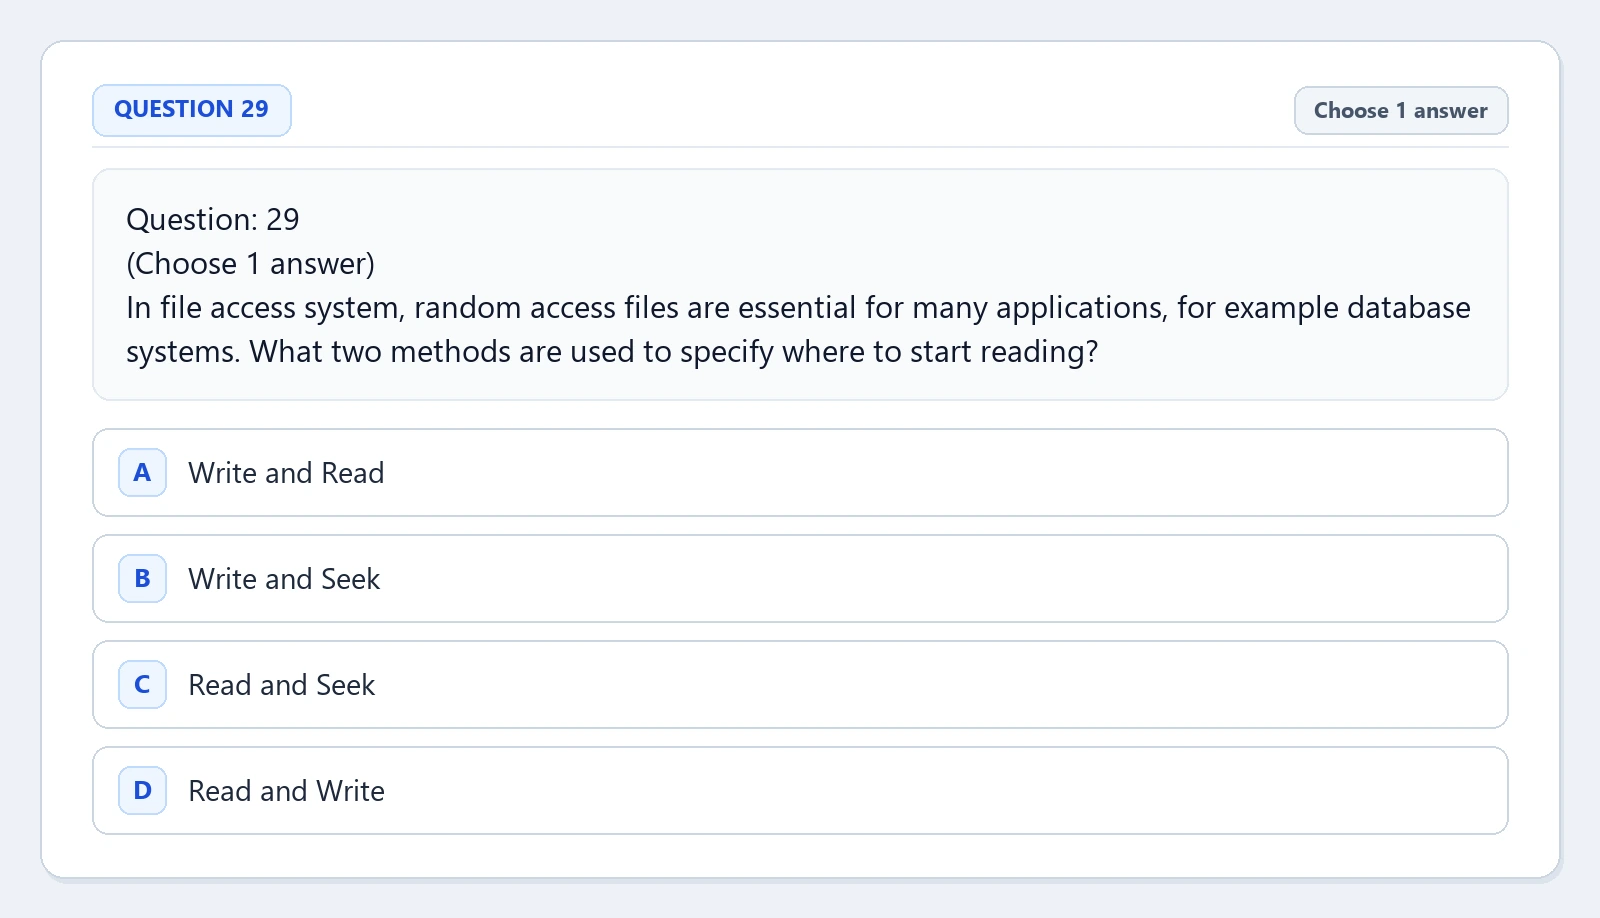 QUESTION 29
Choose 1 answer
Question: 29
(Choose 1 answer)
In file access system, random access files are essential for many applications, for example database
systems. What two methods are used to specify where to start reading?
A Write and Read
B Write and Seek
C Read and Seek
D Read and Write